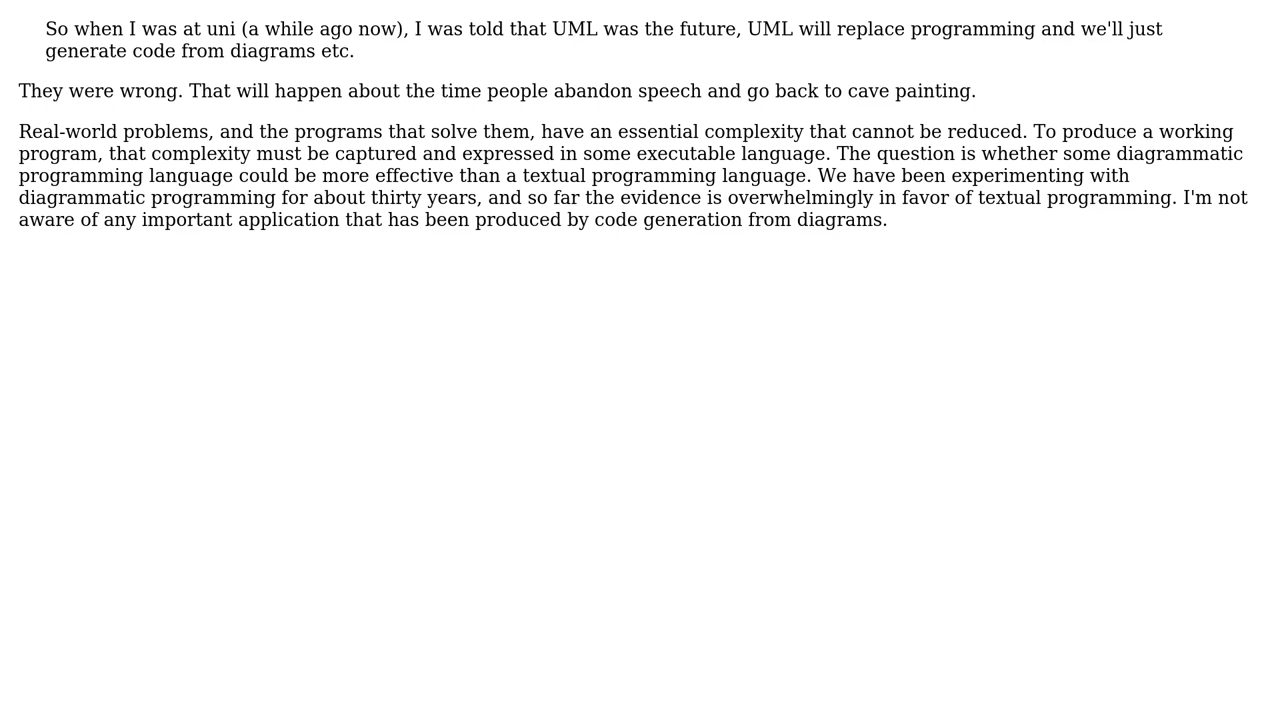 So when I was at uni (a while ago now), I was told that UML was the future, UML will replace programming and we'll just
generate code from diagrams etc.
They were wrong. That will happen about the time people abandon speech and go back to cave painting.
Real-world problems, and the programs that solve them, have an essential complexity that cannot be reduced. To produce a working
program, that complexity must be captured and expressed in some executable language. The question is whether some diagrammatic
programming language could be more effective than a textual programming language. We have been experimenting with
diagrammatic programming for about thirty years, and so far the evidence is overwhelmingly in favor of textual programming. I'm not
aware of any important application that has been produced by code generation from diagrams.